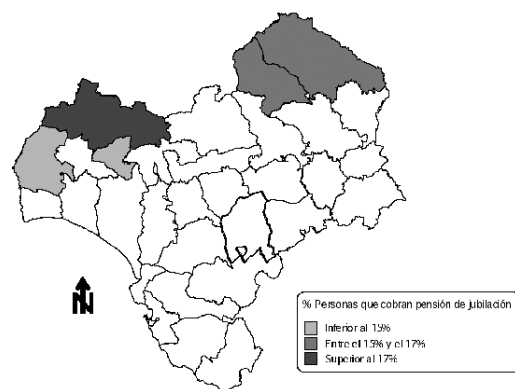 N
% Personas que cobran pensión de jubilación
Inferior al 15%
Entre el 15% y el 17%
Superior al 17%